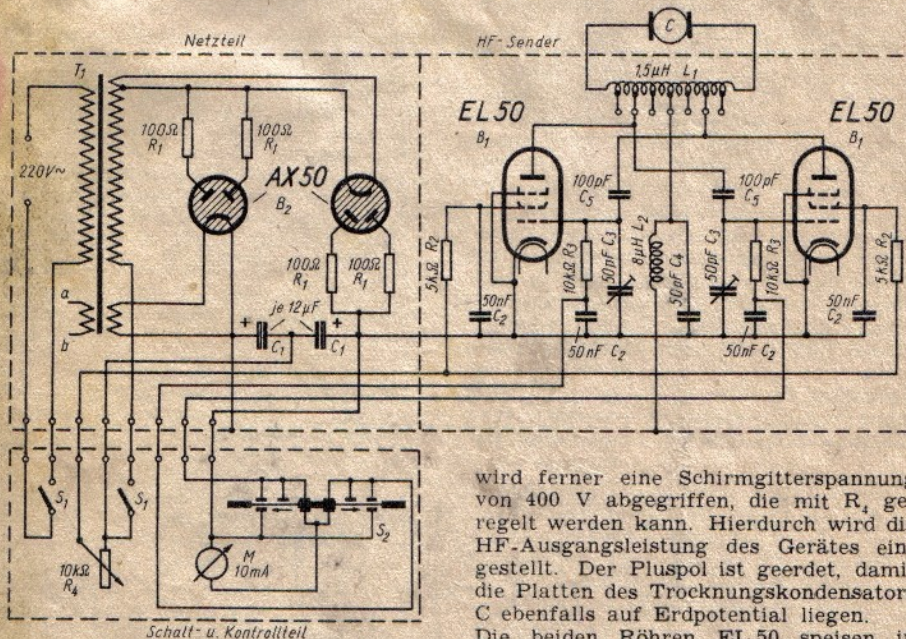 Netzteil
HF-Sender
C
1,5µH L₁
T₁
EL50
B₁
EL50
B₁
100Ω
R₁
100Ω
R₁
220V~
AX50
B₂
100pF
C₅
100pF
C₅
5kΩ R₂
10kΩ R₃
50pF C₃
8µH L₂
50pF C₄
50pF C₃
10kΩ R₃
5kΩ R₂
100Ω
R₁
100Ω
R₁
a
b
je 12µF
+
+
C₁
C₁
50nF
C₂
50nF C₂
50nF C₂
50nF
C₂
S₁
S₁
S₂
10kΩ
R₄
M
10mA
Schalt- u. Kontrollteil
wird ferner eine Schirmgitterspannung
von 400 V abgegriffen, die mit R₄ ge
regelt werden kann. Hierdurch wird di
HF-Ausgangsleistung des Gerätes ein
gestellt. Der Pluspol ist geerdet, dami
die Platten des Trocknungskondensator
C ebenfalls auf Erdpotential liegen.
Die beiden Röhren EL 50 speisen i